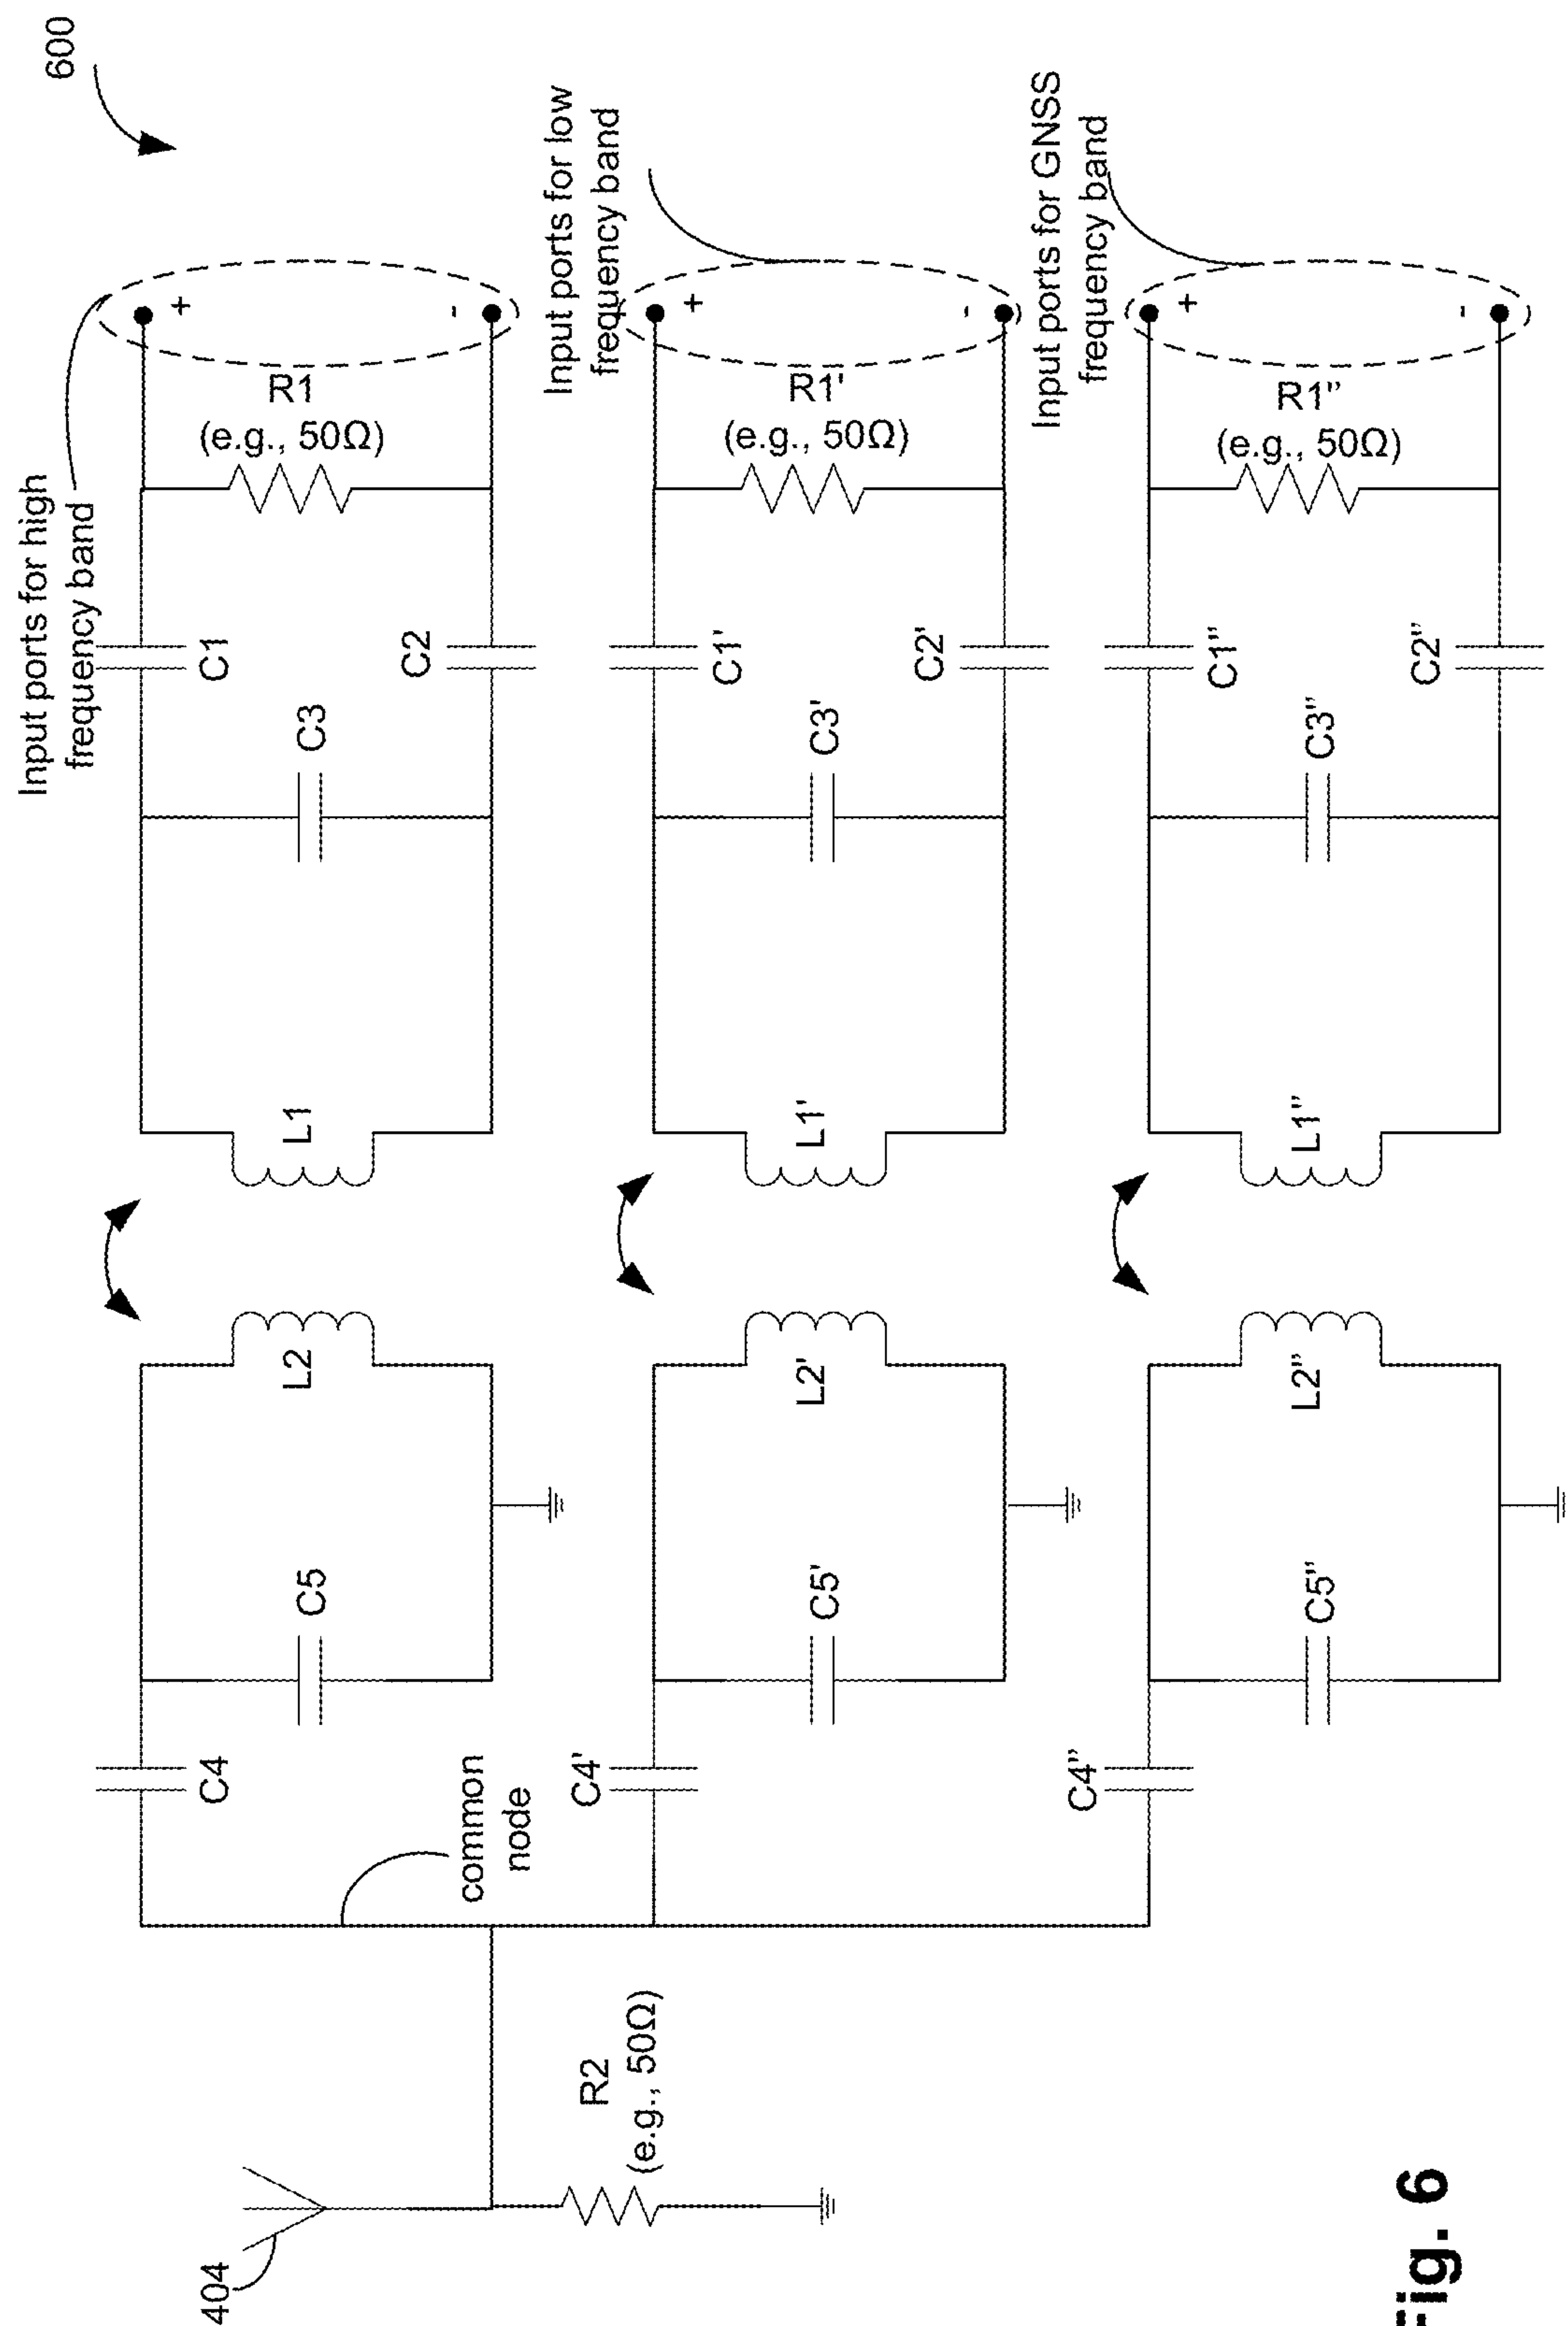 600
Input ports for high
frequency band
Input ports for low
frequency band
Input ports for GNSS
frequency band
+
-
+
-
+
-
R1
(e.g., 50Ω)
R1'
(e.g., 50Ω)
R1”
(e.g., 50Ω)
C1
C2
C1'
C2'
C1”
C2”
C3
C3'
C3”
L1
L1'
L1”
L2
L2'
L2”
C5
C5'
C5”
C4
C4'
C4”
common
node
R2
(e.g., 50Ω)
404
Fig. 6